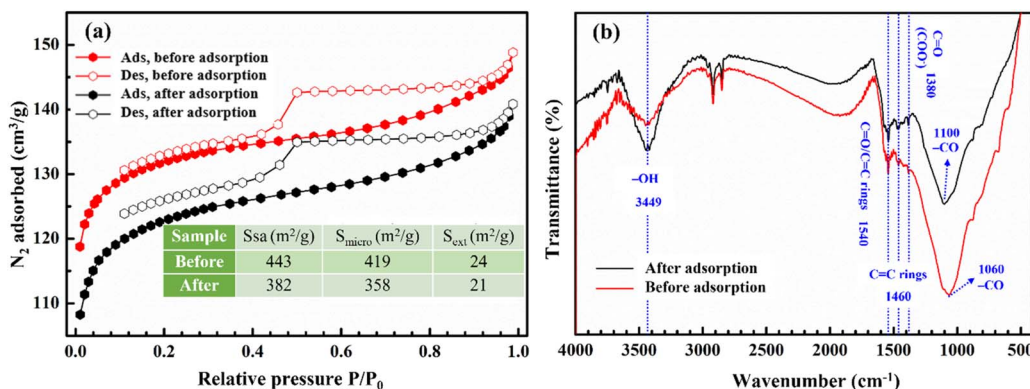 (a)
Ads, before adsorption
Des, before adsorption
Ads, after adsorption
Des, after adsorption
N₂ adsorbed (cm³/g)
150
140
130
120
110
Sample Ssa (m²/g) Smicro (m²/g) Sext (m²/g)
Before 443 419 24
After 382 358 21
0.0 0.2 0.4 0.6 0.8 1.0
Relative pressure P/P₀
(b)
Transmittance (%)
C=O
(COO⁻)
1380
1100
–CO
–OH
3449
C=O/C=C rings 1540
C=C rings
1460
1060
–CO
After adsorption
Before adsorption
4000 3500 3000 2500 2000 1500 1000 500
Wavenumber (cm⁻¹)